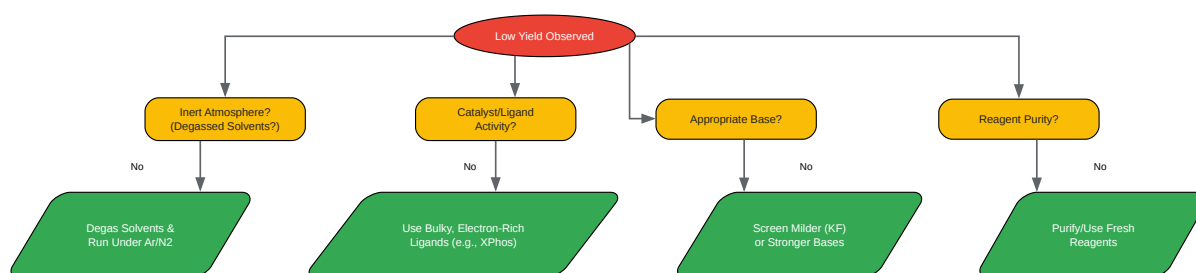 Low Yield Observed
Inert Atmosphere?
(Degassed Solvents?)
Catalyst/Ligand
Activity?
Appropriate Base?
Reagent Purity?
No
No
No
No
Degas Solvents &
Run Under Ar/N2
Use Bulky, Electron-Rich
Ligands (e.g., XPhos)
Screen Milder (KF)
or Stronger Bases
Purify/Use Fresh
Reagents